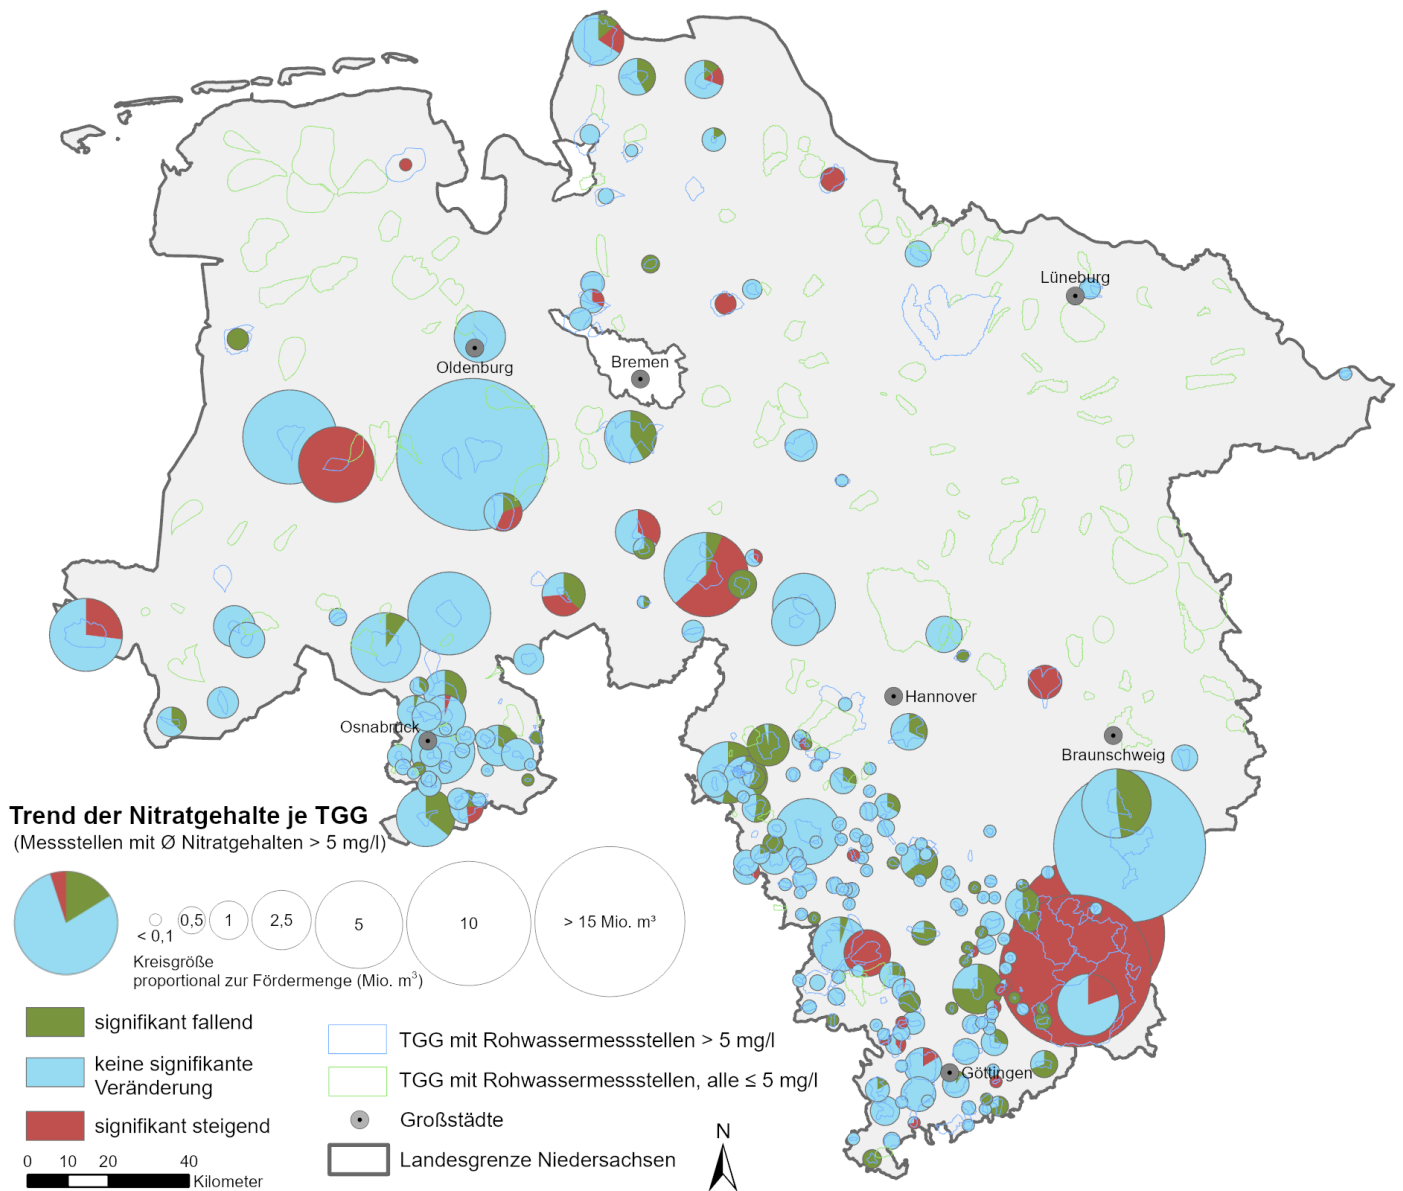 Lüneburg
Oldenburg
Bremen
Hannover
Osnabrück
Braunschweig
Göttingen
Trend der Nitratgehalte je TGG
(Messstellen mit Ø Nitratgehalten > 5 mg/l)
< 0,1
0,5
1
2,5
5
10
> 15 Mio. m³
Kreisgröße
proportional zur Fördermenge (Mio. m³)
signifikant fallend
keine signifikante
Veränderung
signifikant steigend
TGG mit Rohwassermessstellen > 5 mg/l
TGG mit Rohwassermessstellen, alle ≤ 5 mg/l
Großstädte
Landesgrenze Niedersachsen
0 10 20 40
Kilometer
N